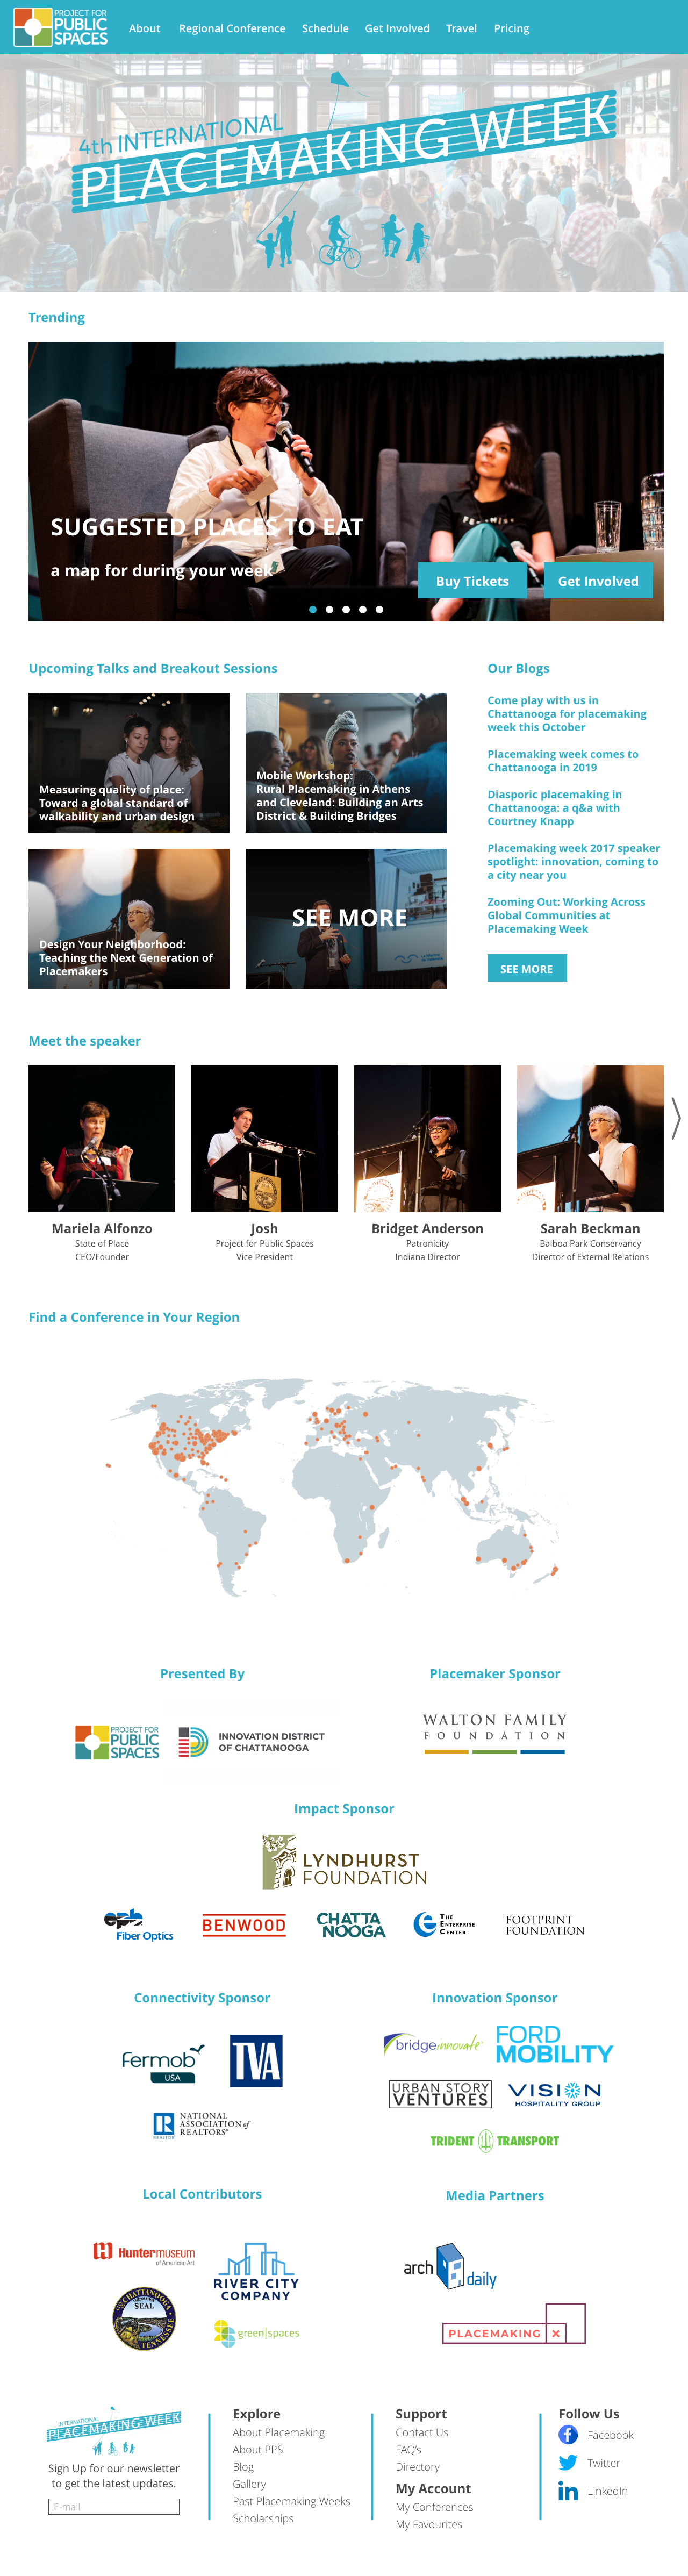 PROJECT FOR
PUBLIC
SPACES
About
Regional Conference
Schedule
Get Involved
Travel
Pricing
4th INTERNATIONAL
PLACEMAKING WEEK
Trending
SUGGESTED PLACES TO EAT
a map for during your week
Buy Tickets
Get Involved
Upcoming Talks and Breakout Sessions
Measuring quality of place:
Toward a global standard of
walkability and urban design
Mobile Workshop:
Rural Placemaking in Athens
and Cleveland: Building an Arts
District & Building Bridges
Design Your Neighborhood:
Teaching the Next Generation of
Placemakers
SEE MORE
Our Blogs
Come play with us in
Chattanooga for placemaking
week this October
Placemaking week comes to
Chattanooga in 2019
Diasporic placemaking in
Chattanooga: a q&a with
Courtney Knapp
Placemaking week 2017 speaker
spotlight: innovation, coming to
a city near you
Zooming Out: Working Across
Global Communities at
Placemaking Week
SEE MORE
Meet the speaker
Mariela Alfonzo
State of Place
CEO/Founder
Josh
Project for Public Spaces
Vice President
Bridget Anderson
Patronicity
Indiana Director
Sarah Beckman
Balboa Park Conservancy
Director of External Relations
Find a Conference in Your Region
Presented By
PROJECT FOR
PUBLIC
SPACES
INNOVATION DISTRICT
OF CHATTANOOGA
Placemaker Sponsor
WALTON FAMILY
FOUNDATION
Impact Sponsor
LYNDHURST
FOUNDATION
epb
Fiber Optics
BENWOOD
CHATTA
NOOGA
THE
ENTERPRISE
CENTER
FOOTPRINT
FOUNDATION
Connectivity Sponsor
Fermob
USA
TVA
REALTOR
NATIONAL
ASSOCIATION of
REALTORS®
Innovation Sponsor
bridge innovate
FORD
MOBILITY
URBAN STORY
VENTURES
VISION
HOSPITALITY GROUP
TRIDENT TRANSPORT
Local Contributors
Hunter museum
of American Art
RIVER CITY
COMPANY
CHATTANOOGA
SEAL
TENNESSEE
green|spaces
Media Partners
arch
daily
PLACEMAKING X
INTERNATIONAL
PLACEMAKING WEEK
Sign Up for our newsletter
to get the latest updates.
E-mail
Explore
About Placemaking
About PPS
Blog
Gallery
Past Placemaking Weeks
Scholarships
Support
Contact Us
FAQ's
Directory
My Account
My Conferences
My Favourites
Follow Us
Facebook
Twitter
LinkedIn